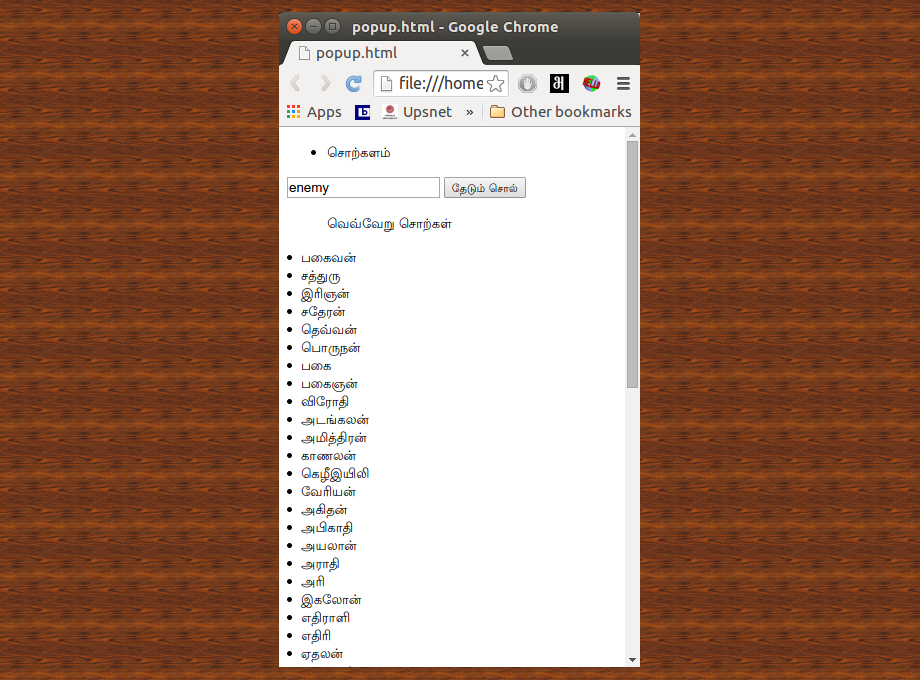 popup.html - Google Chrome
popup.html
file:///home
Apps Upsnet » Other bookmarks
சொற்களம்
enemy தேடும் சொல்
வெவ்வேறு சொற்கள்
பகைவன்
சத்துரு
இரிஞன்
சதேரன்
தெவ்வன்
பொருநன்
பகை
பகைஞன்
விரோதி
அடங்கலன்
அமித்திரன்
காணலன்
கெழீஇயிலி
வேரியன்
அகிதன்
அபிகாதி
அயலான்
அராதி
அரி
இகலோன்
எதிராளி
எதிரி
ஏதலன்